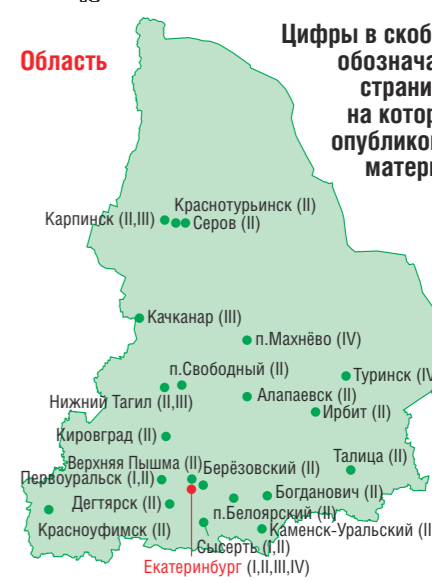 Область
Цифры в скоб
обознача
страни
на котор
опубликов
матери
Краснотурьинск (II)
Карпинск (II,III)
Серов (II)
Качканар (III)
п.Махнёво (IV)
п.Свободный (II)
Туринск (IV
Нижний Тагил (II,III)
Алапаевск (II)
Ирбит (II)
Кировград (II)
Талица (II)
Верхняя Пышма (II)
Берёзовский (II)
Первоуральск (I,II)
Богданович (II)
Дегтярск (II)
п.Белоярский (II)
Красноуфимск (II)
Каменск-Уральский (II
Сысерть (I,II)
Екатеринбург (I,II,III,IV)